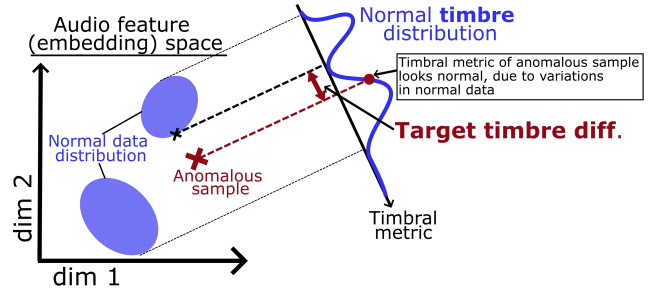 Audio feature
(embedding) space
Normal timbre
distribution
Timbral metric of anomalous sample
looks normal, due to variations
in normal data
Normal data
distribution
Target timbre diff.
Anomalous
sample
Timbral
metric
dim 2
dim 1